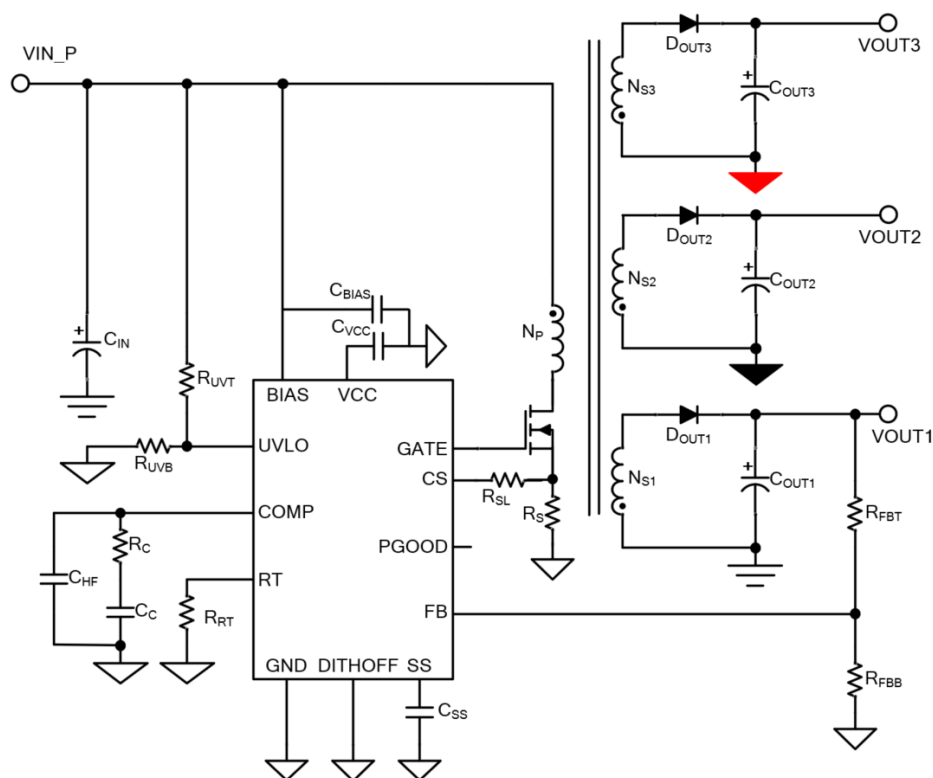 VIN_P
DOUT3
VOUT3
NS3
COUT3
+
DOUT2
VOUT2
NS2
COUT2
+
CBIAS
CVCC
NP
CIN
+
RUVT
BIAS
VCC
DOUT1
VOUT1
RUVB
UVLO
GATE
CS
RSL
RS
NS1
COUT1
+
RFBT
COMP
RC
CHF
CC
PGOOD
RT
RRT
FB
GND
DITHOFF
SS
CSS
RFBB